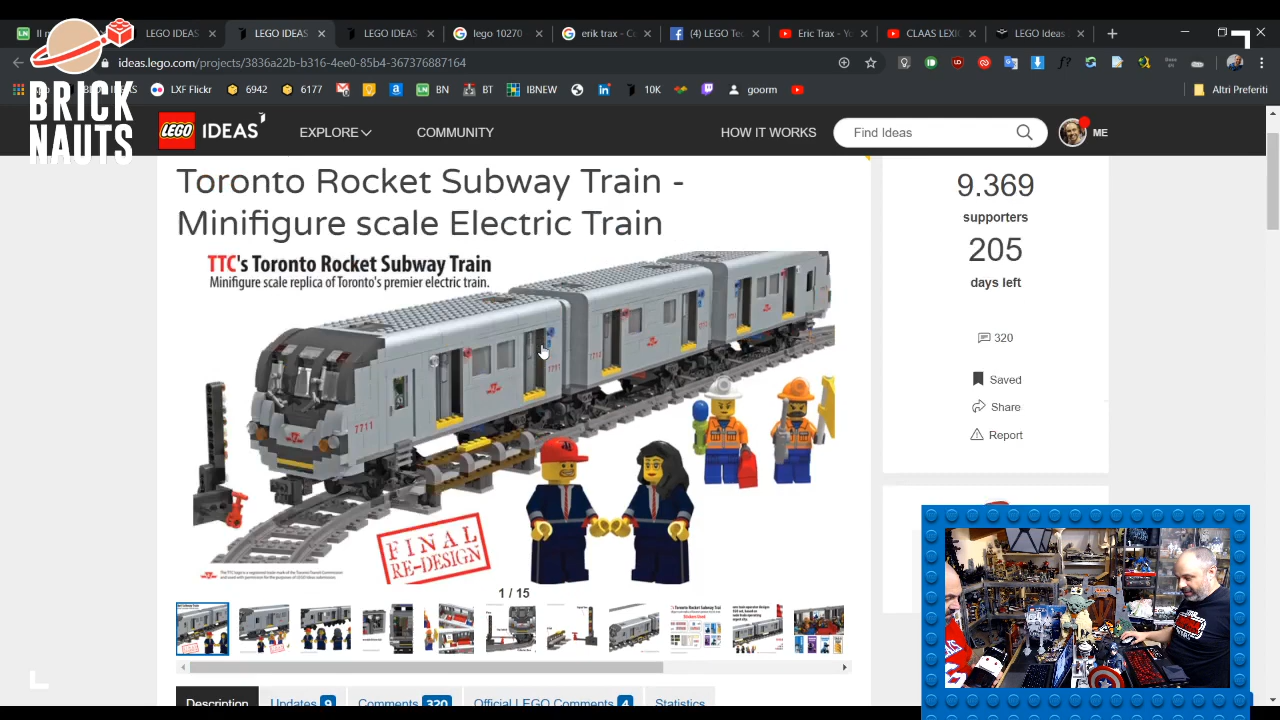 LEGO IDEAS
LEGO IDEAS
LEGO IDEAS
lego 10270
erik trax - C
(4) LEGO Tec
Eric Trax - Yo
CLAAS LEXIO
LEGO Ideas
ideas.lego.com/projects/3836a22b-b316-4ee0-85b4-367376887164
LXF Flickr
6942
6177
BN
BT
IBNEW
10K
goorm
Altri Preferiti
BRICK
NAUTS
LEGO
IDEAS
EXPLORE
COMMUNITY
HOW IT WORKS
Find Ideas
ME
Toronto Rocket Subway Train -
Minifigure scale Electric Train
TTC's Toronto Rocket Subway Train
Minifigure scale replica of Toronto's premier electric train.
7711
7711
FINAL
RE-DESIGN
1 / 15
9.369
supporters
205
days left
320
Saved
Share
Report
Description
Updates 9
Comments 320
Official LEGO Comments 4
Statistics